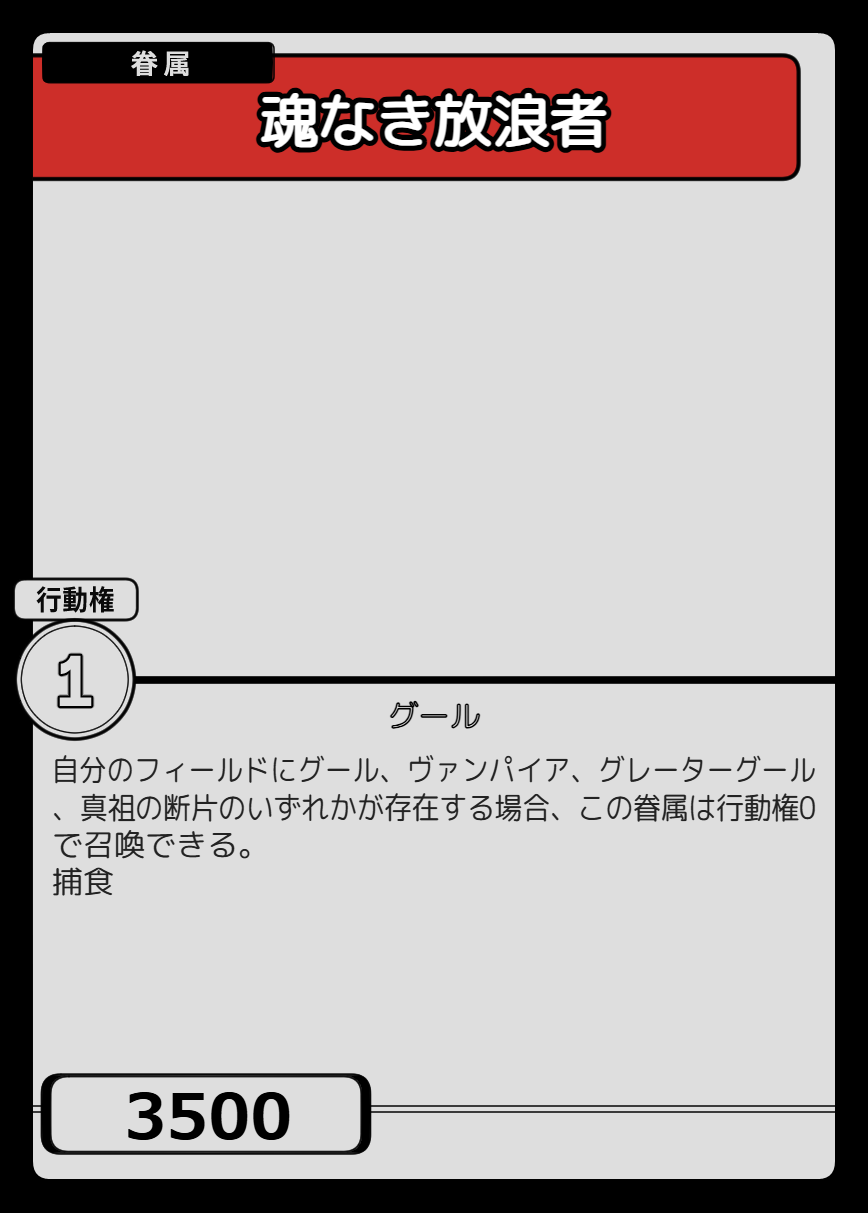 眷属
魂なき放浪者
行動権
1
グール
自分のフィールドにグール、ヴァンパイア、グレーターグール
、真祖の断片のいずれかが存在する場合、この眷属は行動権0
で召喚できる。
捕食
3500